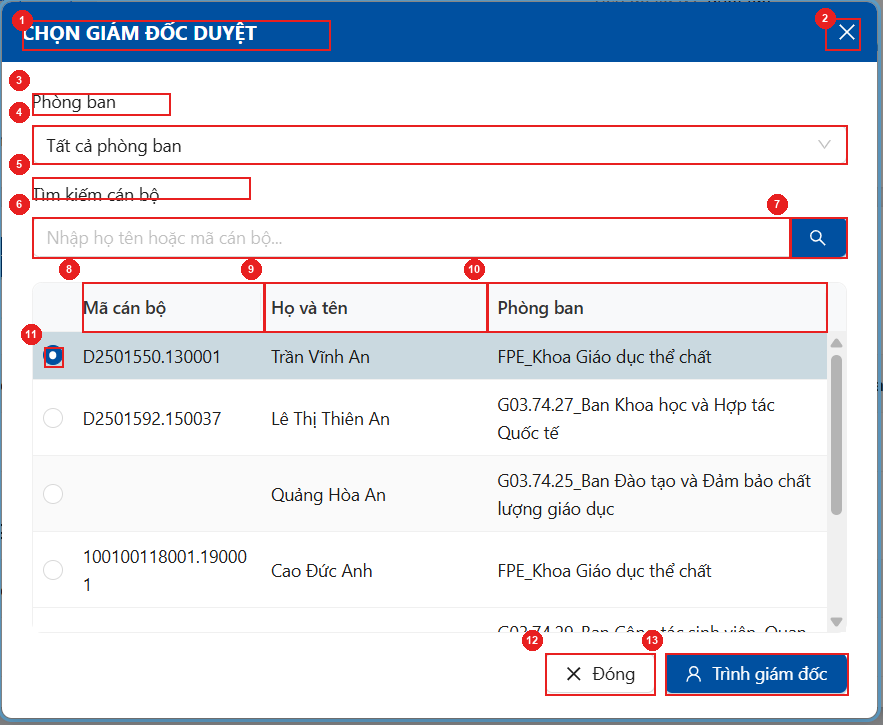 1
CHỌN GIÁM ĐỐC DUYỆT
2
3
Phòng ban
4
Tất cả phòng ban
5
Tìm kiếm cán bộ
6
Nhập họ tên hoặc mã cán bộ...
7
8
9
10
Mã cán bộ Họ và tên Phòng ban
11
D2501550.130001 Trần Vĩnh An FPE_Khoa Giáo dục thể chất
D2501592.150037 Lê Thị Thiên An G03.74.27_Ban Khoa học và Hợp tác
Quốc tế
Quảng Hòa An G03.74.25_Ban Đào tạo và Đảm bảo chất
lượng giáo dục
100100118001.19000
1
Cao Đức Anh FPE_Khoa Giáo dục thể chất
G03.74.29_Ban Công tác sinh viên_Quan
12
Đóng
13
Trình giám đốc